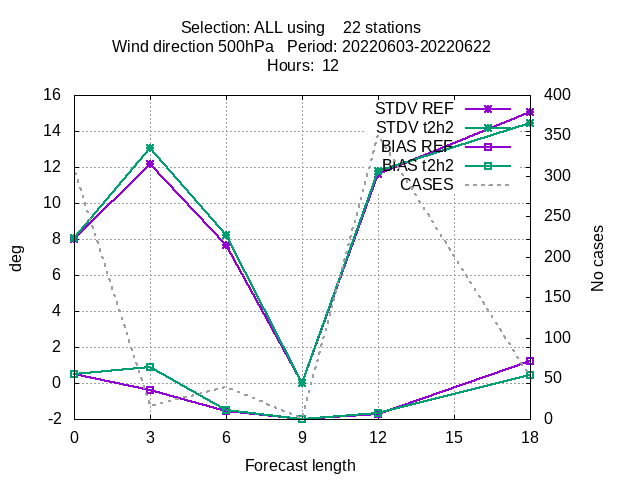 Selection: ALL using    22 stations
Wind direction 500hPa   Period: 20220603-20220622
Hours:  12
16 400
14 350
12 300
10 250
8 200
6 150
4 100
2 50
0 0
-2
deg
No cases
STDV REF
STDV t2h2
BIAS REF
BIAS t2h2
CASES
0 3 6 9 12 15 18
Forecast length